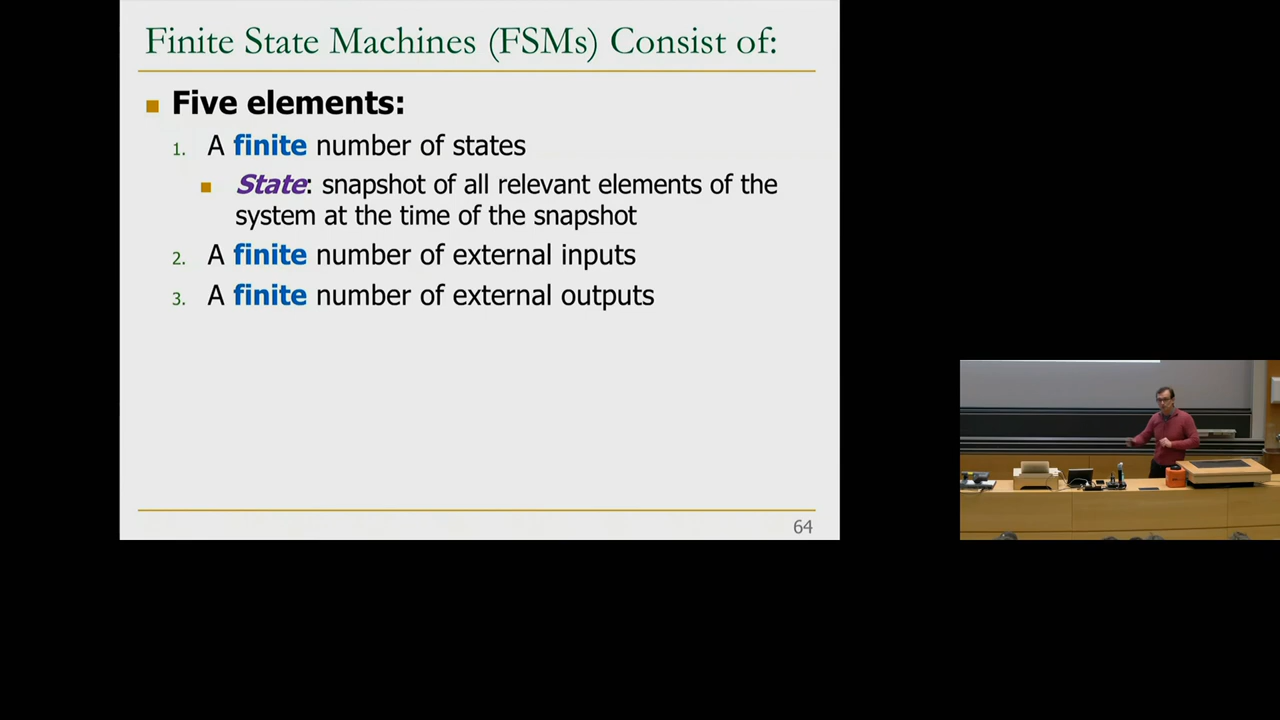 Finite State Machines (FSMs) Consist of:
Five elements:
1. A finite number of states
State: snapshot of all relevant elements of the
system at the time of the snapshot
2. A finite number of external inputs
3. A finite number of external outputs
64